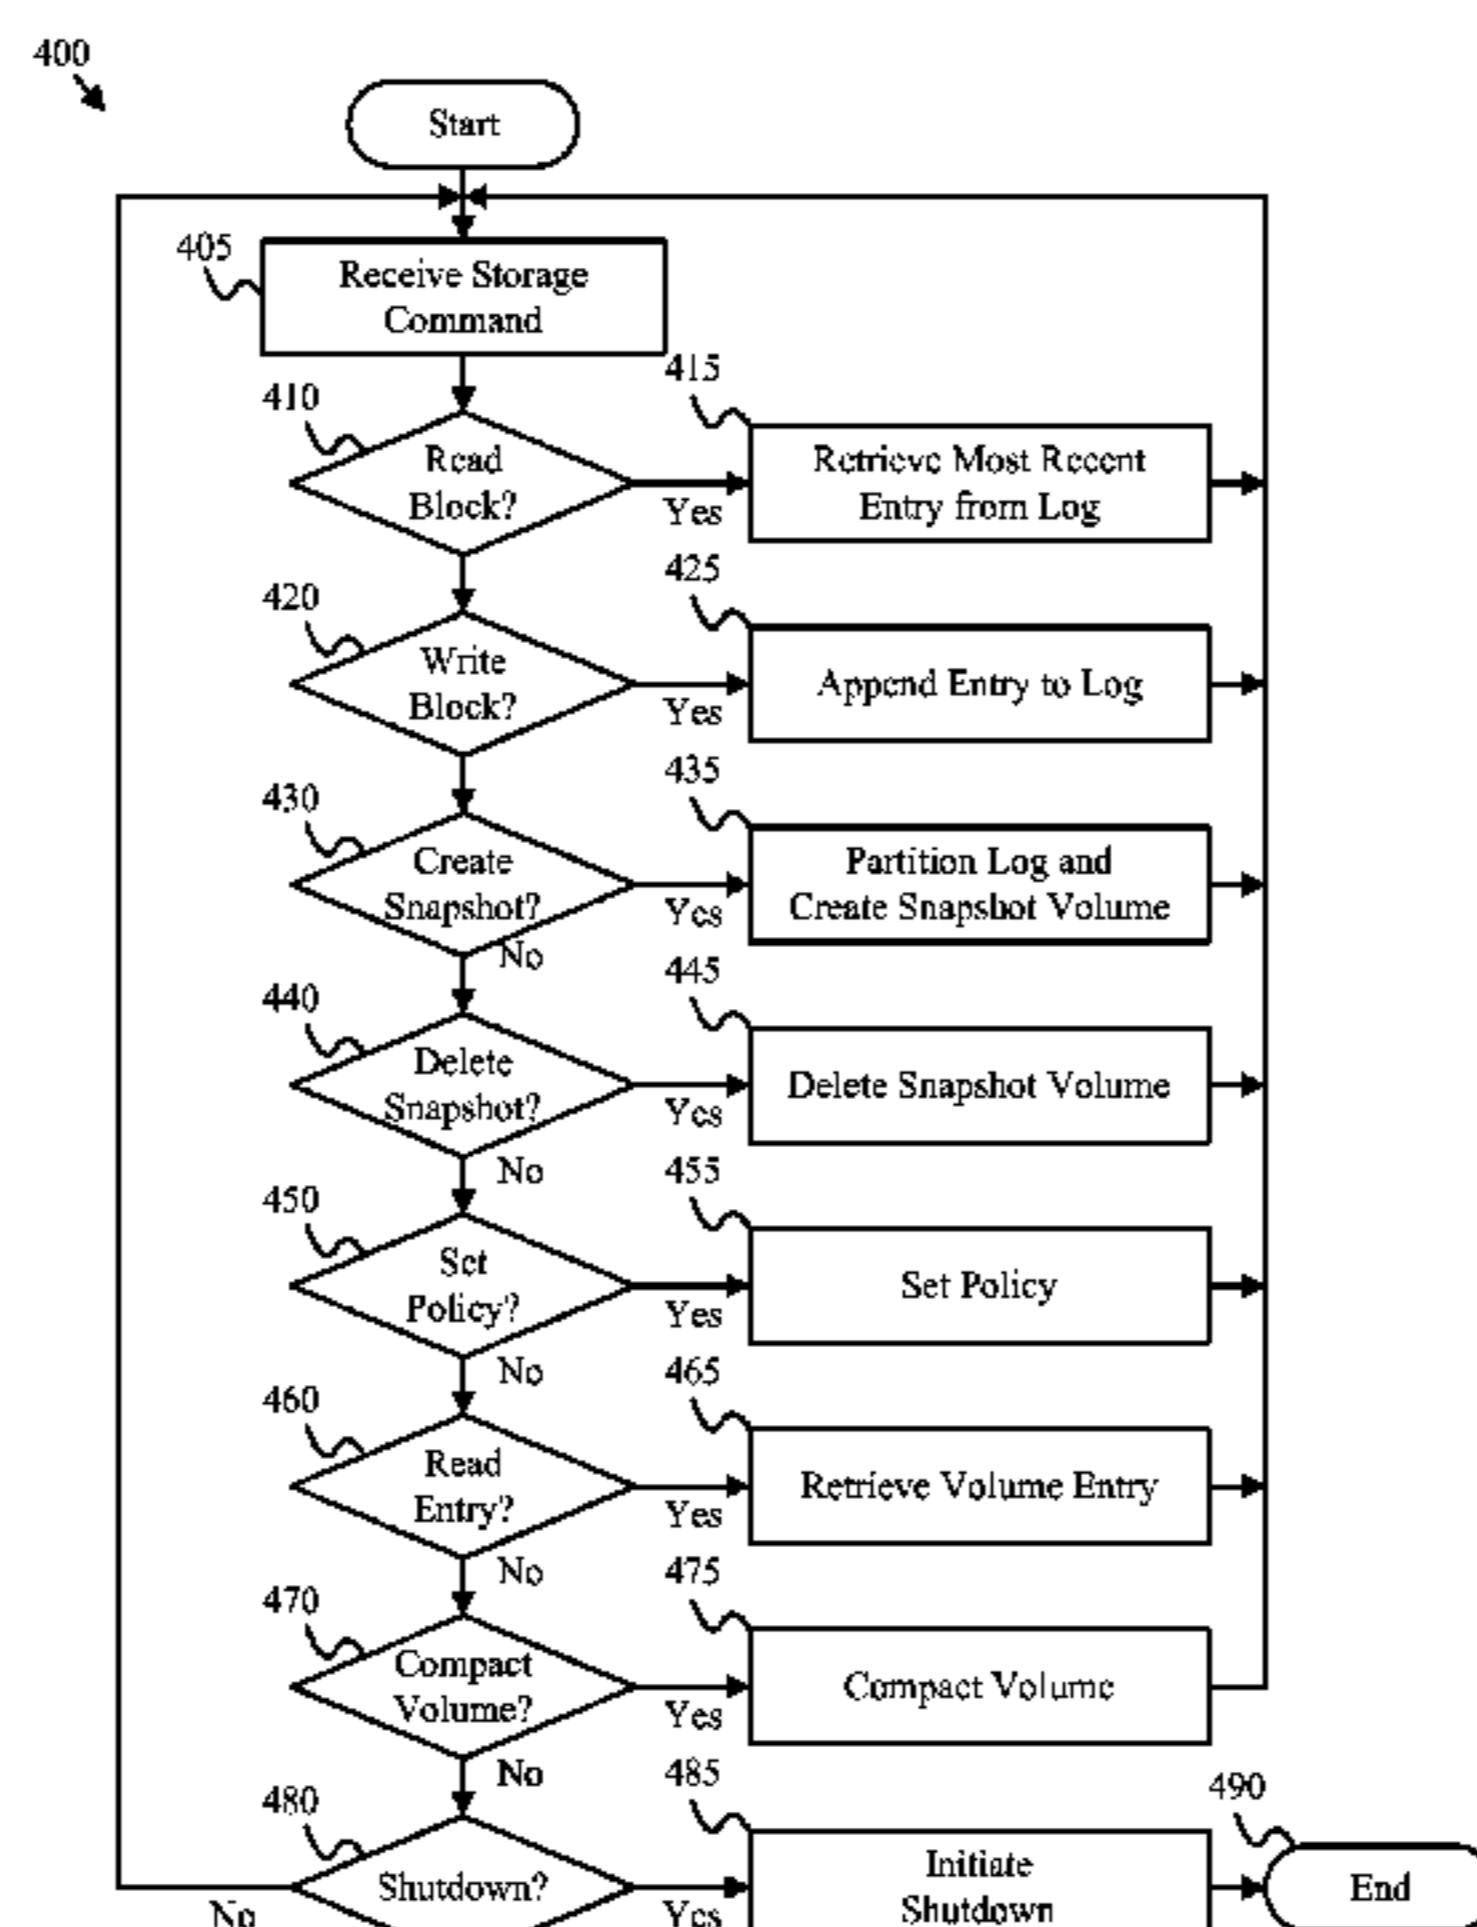 400
Start
405
Receive Storage
Command
410
Read
Block?
Yes
415
Retrieve Most Recent
Entry from Log
420
Write
Block?
Yes
425
Append Entry to Log
430
Create
Snapshot?
Yes
No
435
Partition Log and
Create Snapshot Volume
440
Delete
Snapshot?
Yes
No
445
Delete Snapshot Volume
450
Set
Policy?
Yes
No
455
Set Policy
460
Read
Entry?
Yes
No
465
Retrieve Volume Entry
470
Compact
Volume?
Yes
No
475
Compact Volume
480
Shutdown?
No
Yes
485
Initiate
Shutdown
490
End